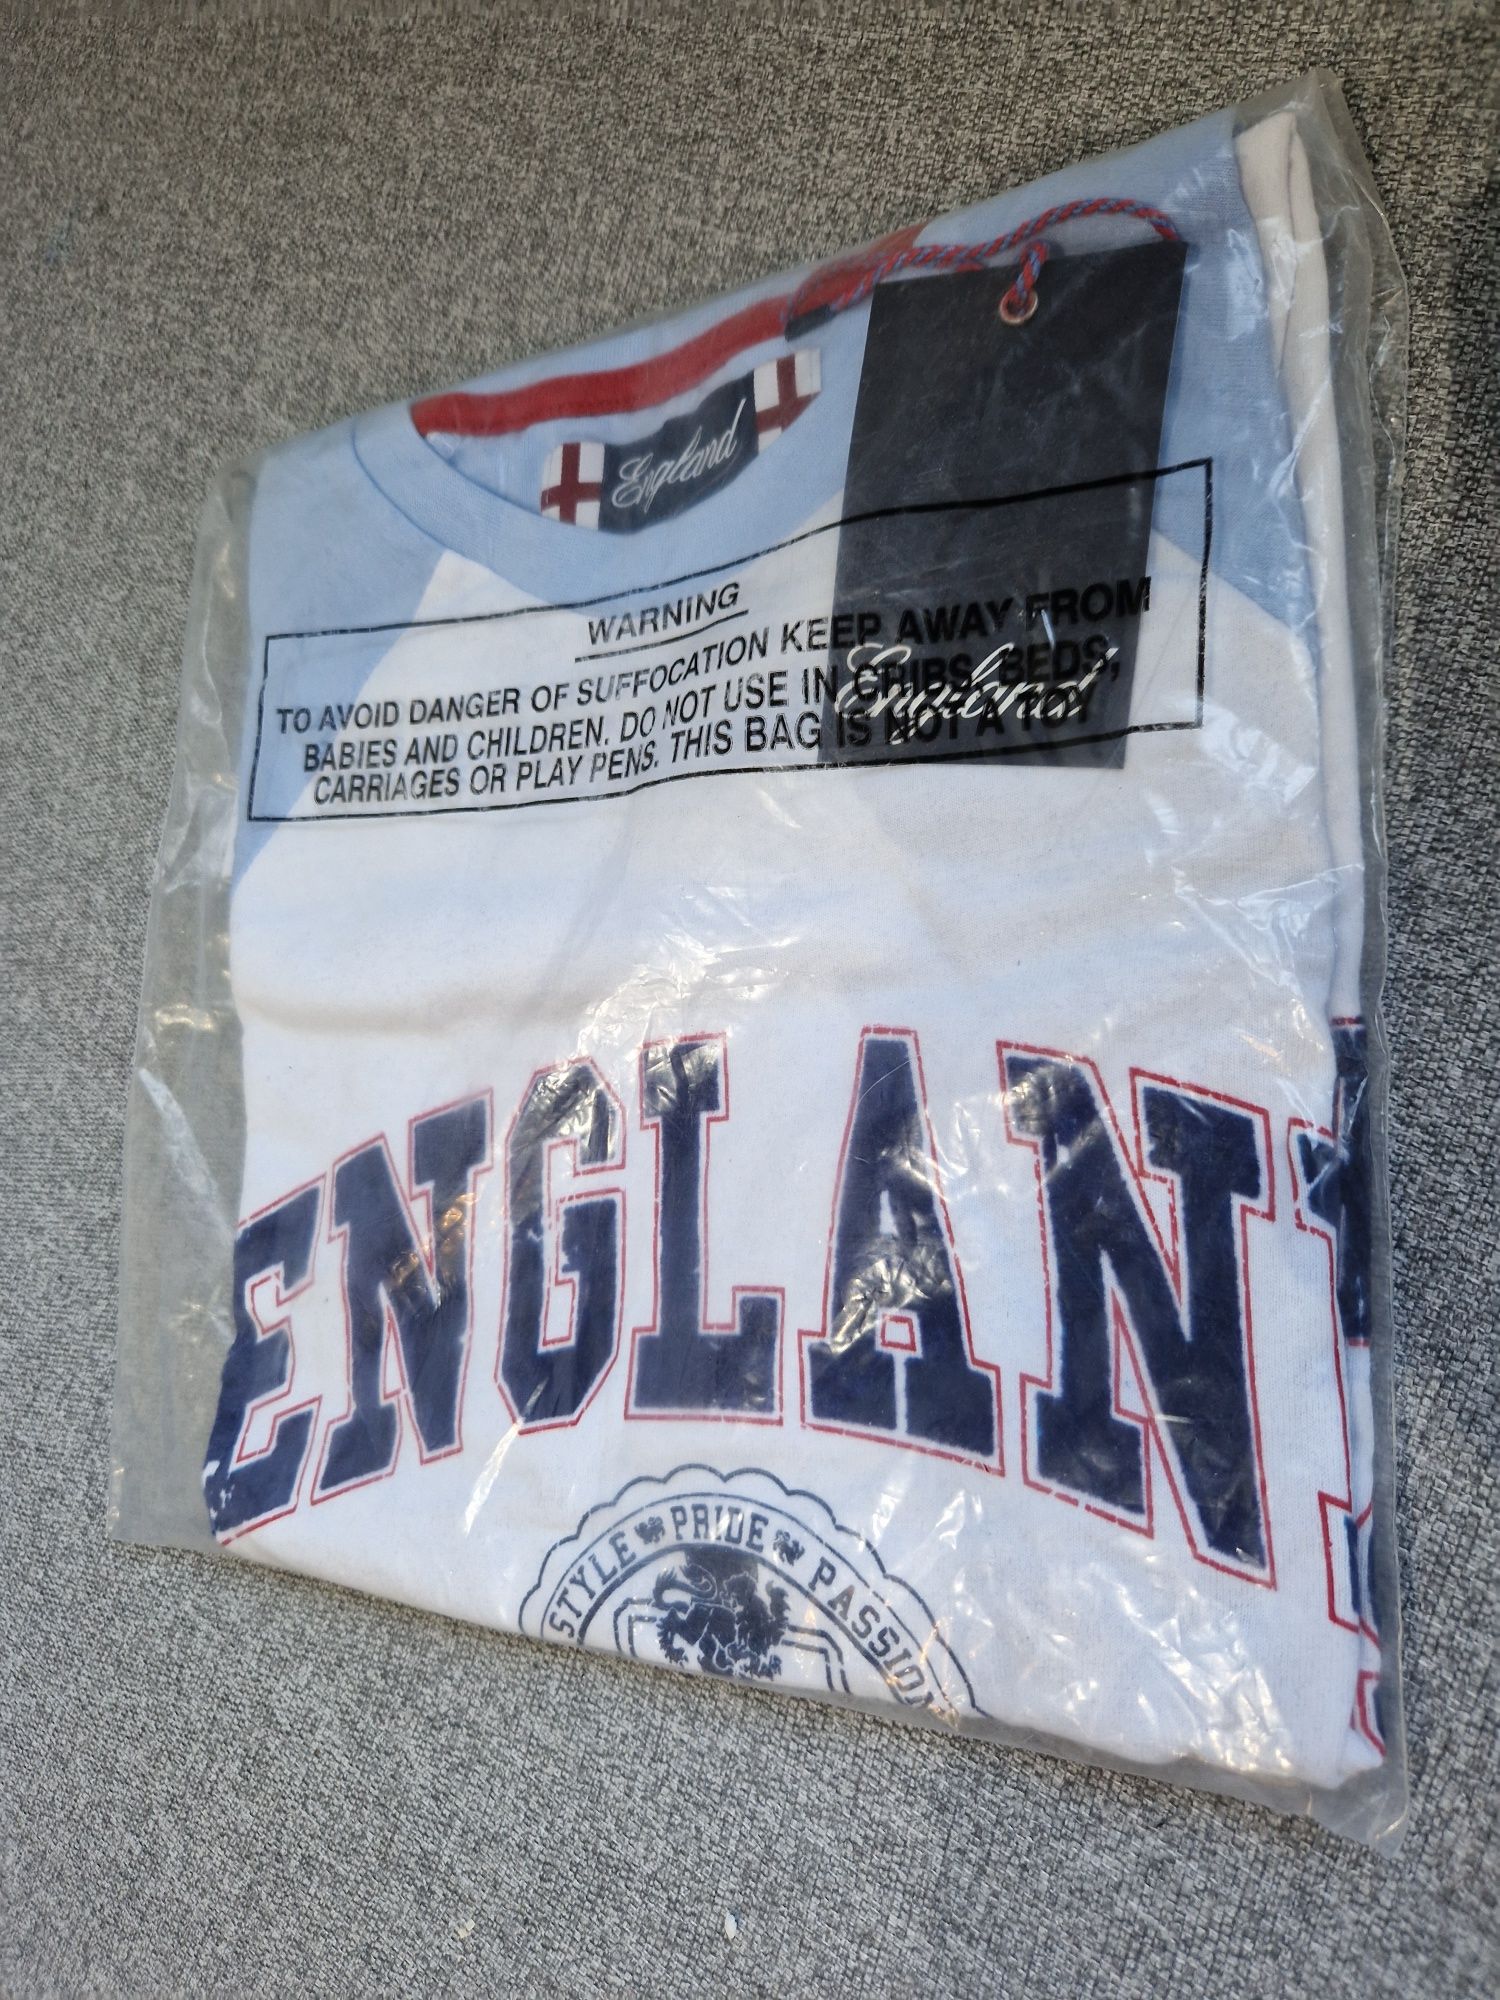 England
WARNING
TO AVOID DANGER OF SUFFOCATION KEEP AWAY FROM
BABIES AND CHILDREN. DO NOT USE IN CRIBS, BEDS,
CARRIAGES OR PLAY PENS. THIS BAG IS NOT A TOY
England
ENGLAN
STYLE PRIDE PASSION